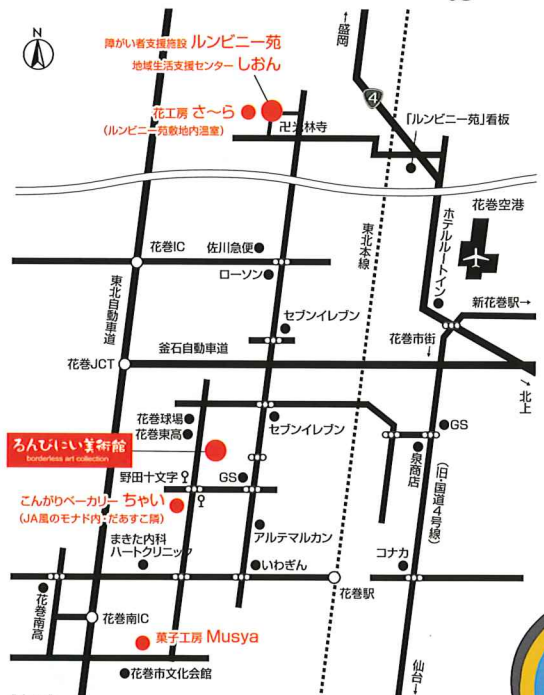 N
障がい者支援施設 ルンビニー苑
地域生活支援センター しおん
花工房 さ～ら
(ルンビニー苑敷地内温室)
卍光林寺
↑盛岡
4
「ルンビニー苑」看板
花巻空港
ホテルルートイン
東北本線
花巻IC
佐川急便
ローソン
東北自動車道
セブンイレブン
新花巻駅→
花巻市街↓
釜石自動車道
花巻JCT
→北上
花巻球場
花巻東高
セブンイレブン
GS
泉商店
(旧・国道4号線)
るんびにい美術館
borderless art collection
野田十文字
GS
こんがりベーカリー ちゃい
(JA風のモナド内・だあすこ隣)
アルテマルカン
まきた内科
ハートクリニック
いわぎん
コナカ
花巻駅
花巻南高
花巻南IC
菓子工房 Musya
花巻市文化会館
仙台↓